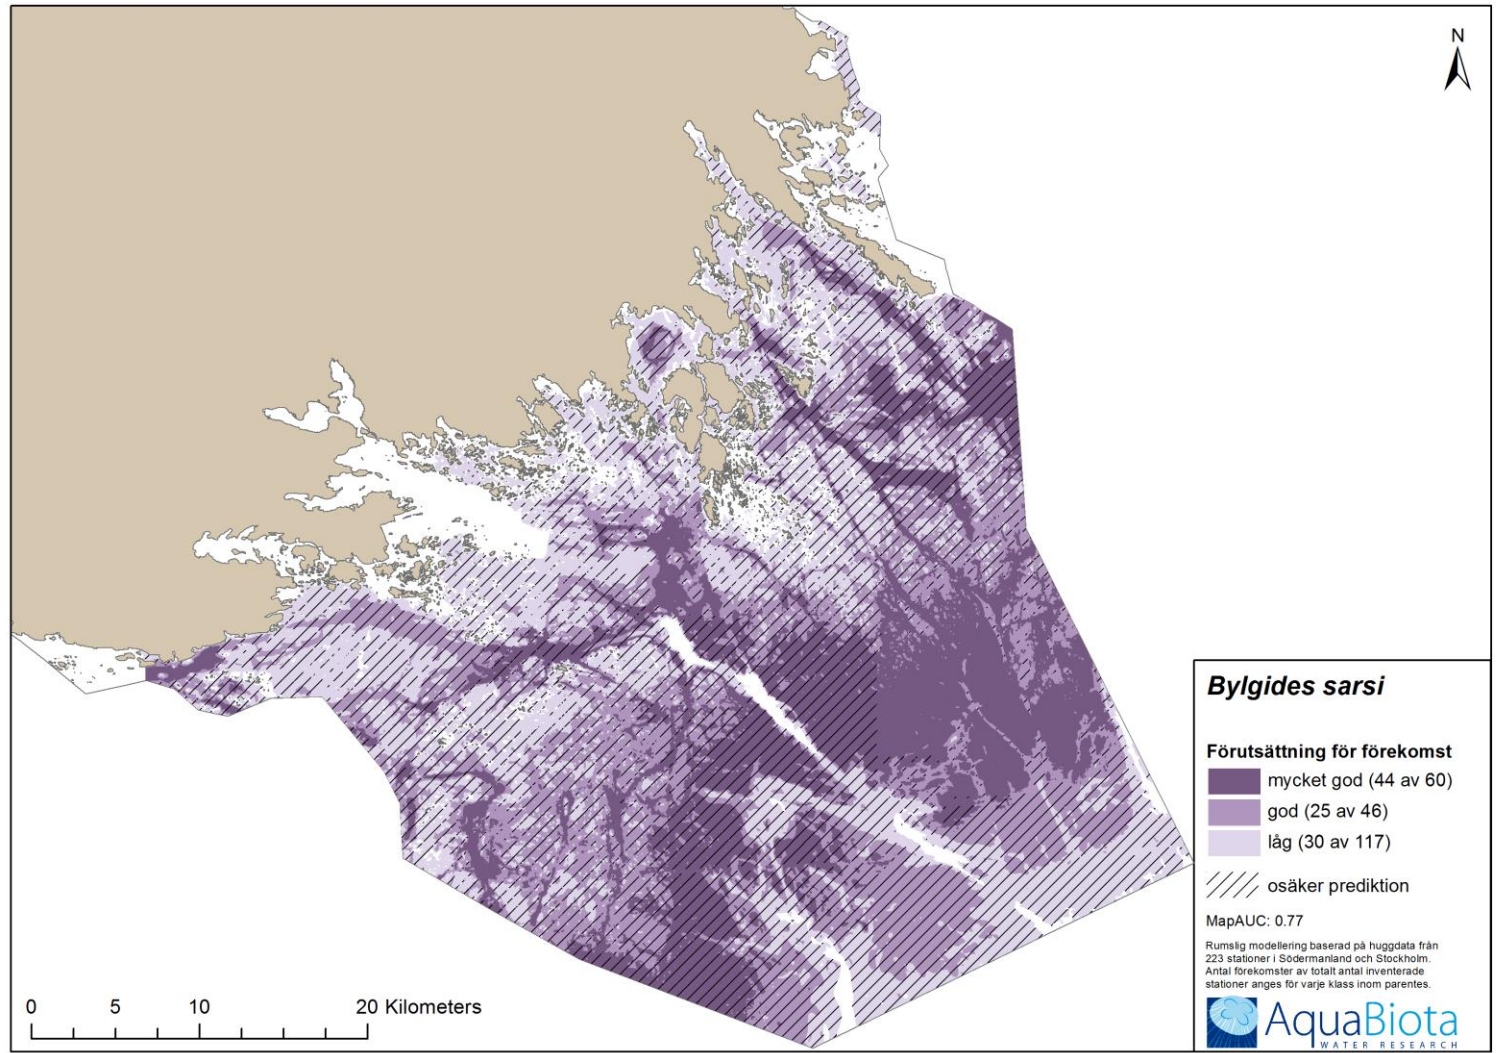 N
Bylgides sarsi
Förutsättning för förekomst
mycket god (44 av 60)
god (25 av 46)
låg (30 av 117)
osäker prediktion
MapAUC: 0.77
Rumslig modellering baserad på huggdata från
223 stationer i Södermanland och Stockholm.
Antal förekomster av totalt antal inventerade
stationer anges för varje klass inom parentes.
AquaBiota
WATER RESEARCH
0 5 10 20 Kilometers